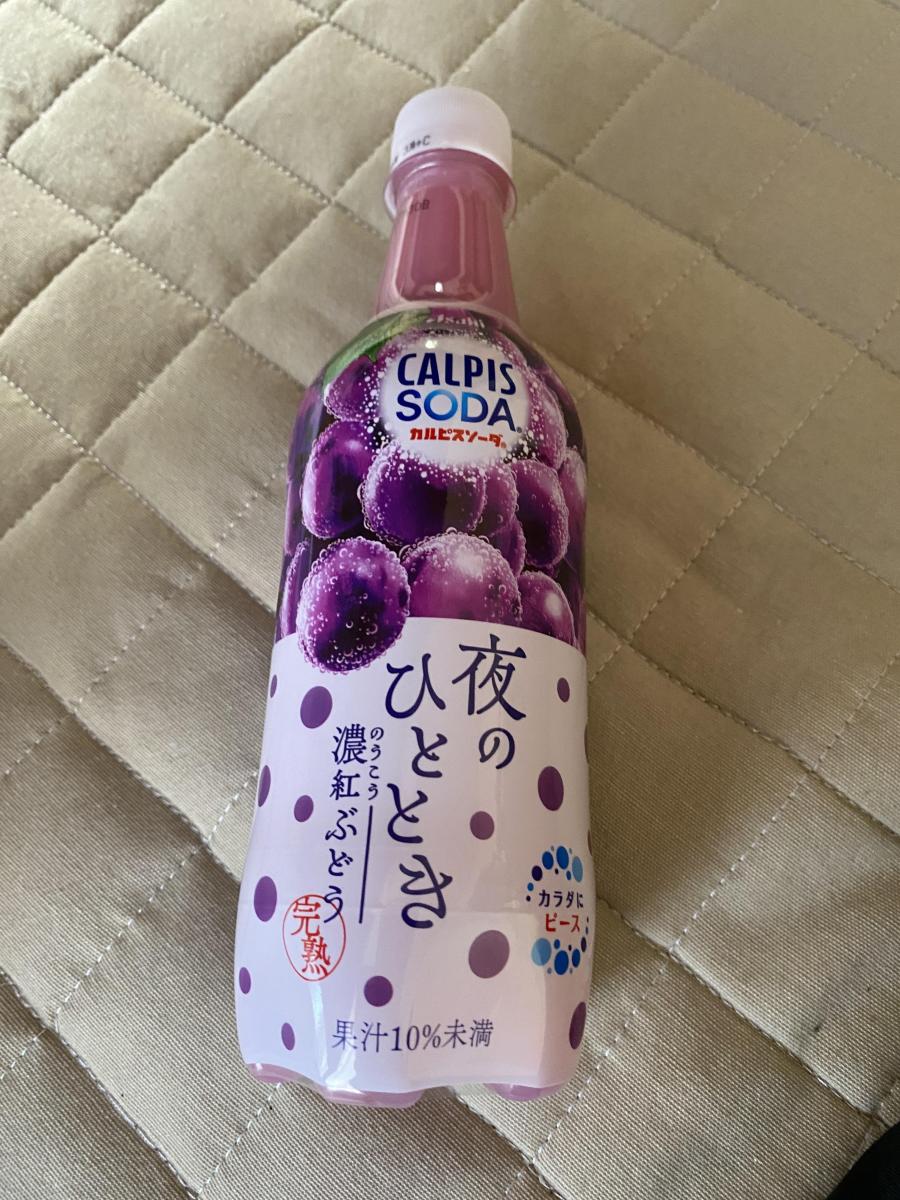 Asahi
CALPIS
SODA®
カルピスソーダ®
夜の
ひととき
濃紅ぶどう
のうこう
完熟
カラダに
ピース
果汁10%未満